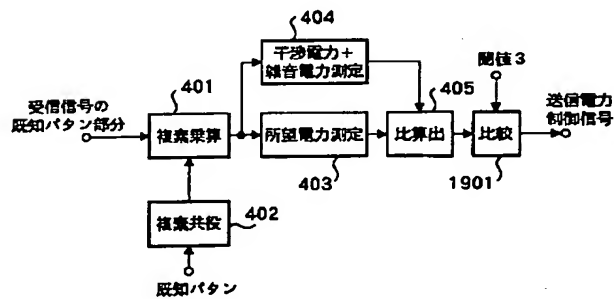 404
干渉電力+
雑音電力測定
閾値3
受信信号の
既知パタン部分
401
複素乗算
所望電力測定
403
405
比算出
比較
1901
送信電力
制御信号
複素共役
402
既知パタン